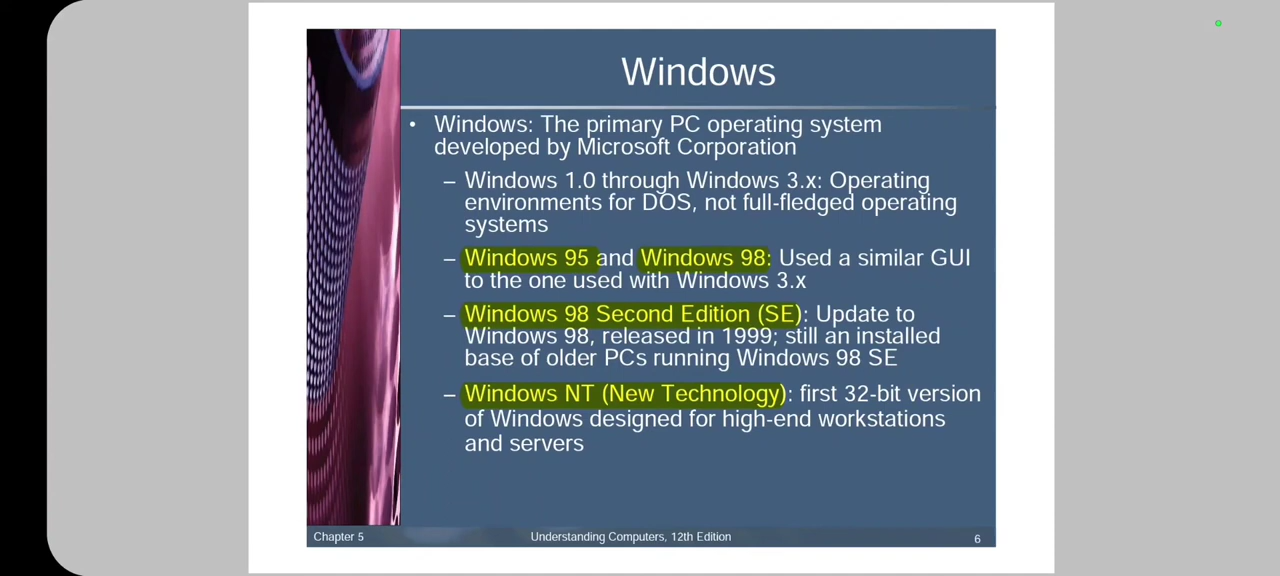 Windows
• Windows: The primary PC operating system
developed by Microsoft Corporation
– Windows 1.0 through Windows 3.x: Operating
environments for DOS, not full-fledged operating
systems
– Windows 95 and Windows 98: Used a similar GUI
to the one used with Windows 3.x
– Windows 98 Second Edition (SE): Update to
Windows 98, released in 1999; still an installed
base of older PCs running Windows 98 SE
– Windows NT (New Technology): first 32-bit version
of Windows designed for high-end workstations
and servers
Chapter 5 Understanding Computers, 12th Edition 6